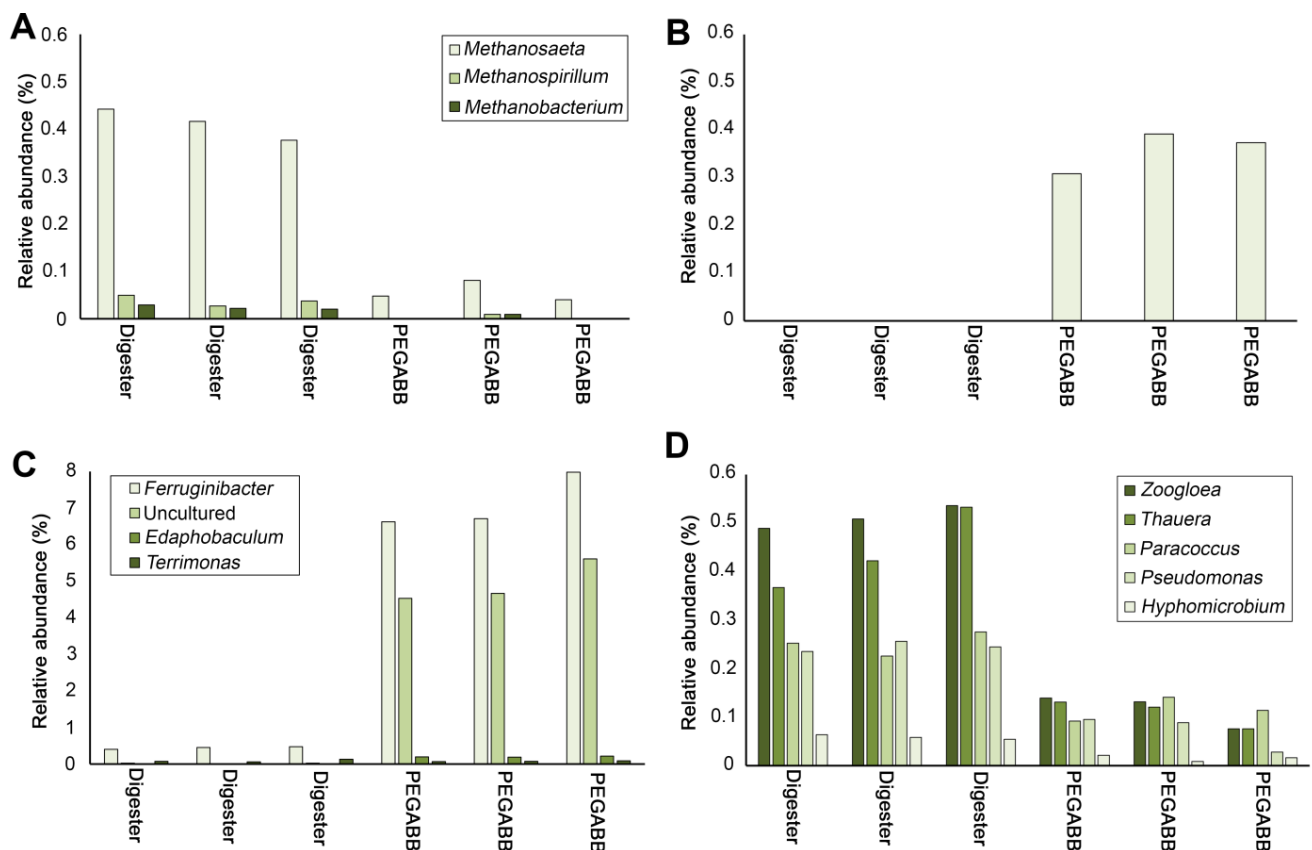 A
Relative abundance (%)
0.6
0.5
0.4
0.3
0.2
0.1
0
Methanosaeta
Methanospirillum
Methanobacterium
Digester
Digester
Digester
PEGABB
PEGABB
PEGABB
B
Relative abundance (%)
0.6
0.5
0.4
0.3
0.2
0.1
0
Digester
Digester
Digester
PEGABB
PEGABB
PEGABB
C
Relative abundance (%)
8
7
6
5
4
3
2
1
0
Ferruginibacter
Uncultured
Edaphobaculum
Terrimonas
Digester
Digester
Digester
PEGABB
PEGABB
PEGABB
D
Relative abundance (%)
0.6
0.5
0.4
0.3
0.2
0.1
0
Zoogloea
Thauera
Paracoccus
Pseudomonas
Hyphomicrobium
Digester
Digester
Digester
PEGABB
PEGABB
PEGABB